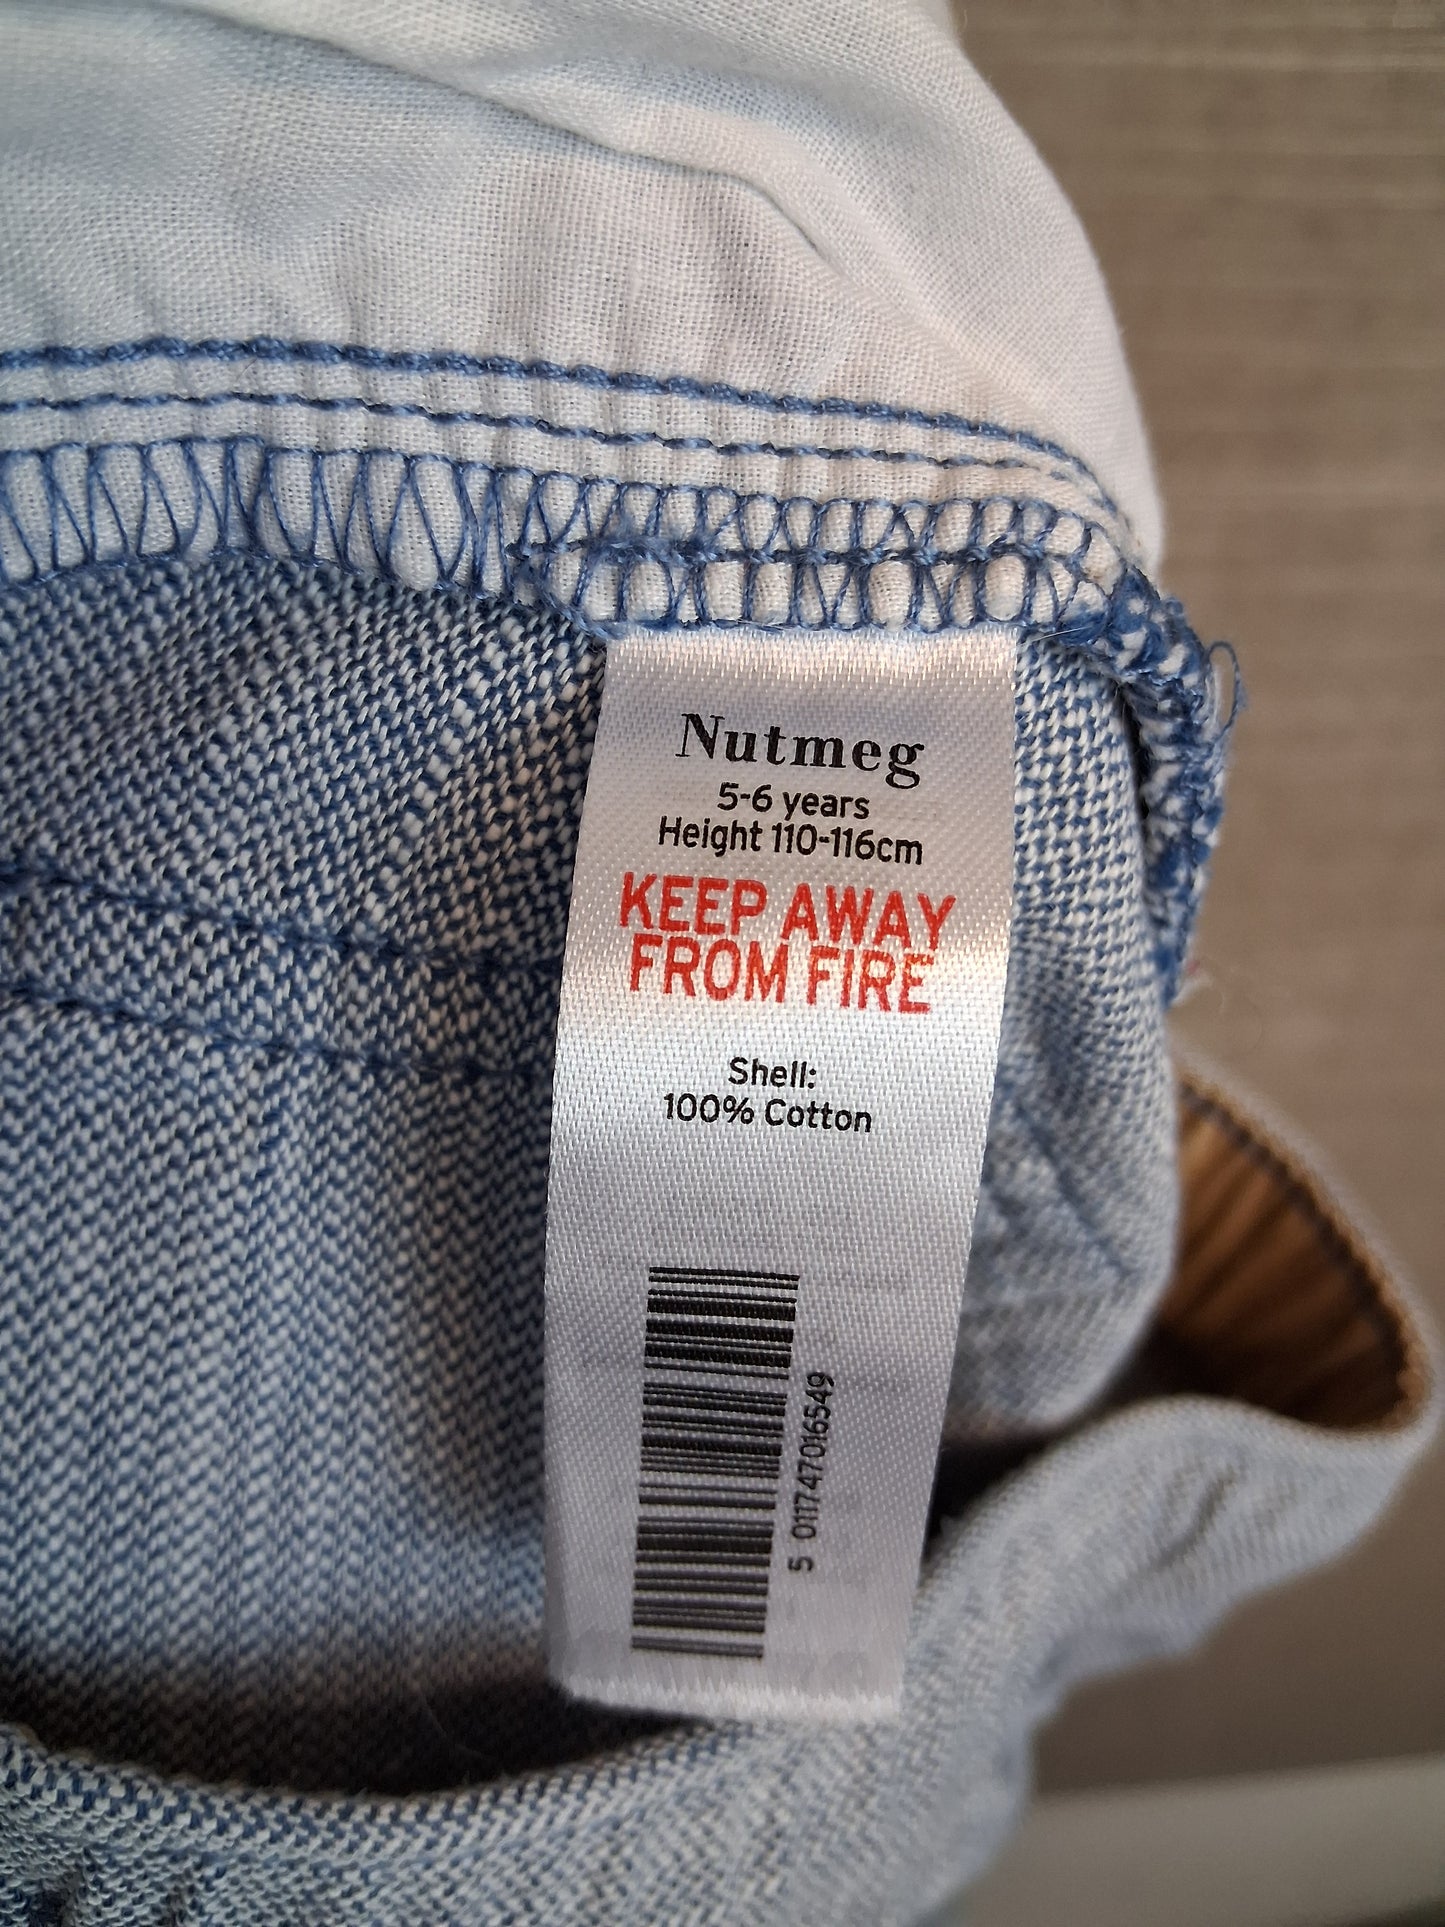 Nutmeg
5-6 years
Height 110-116cm
KEEP AWAY
FROM FIRE
Shell:
100% Cotton
5 011747016549